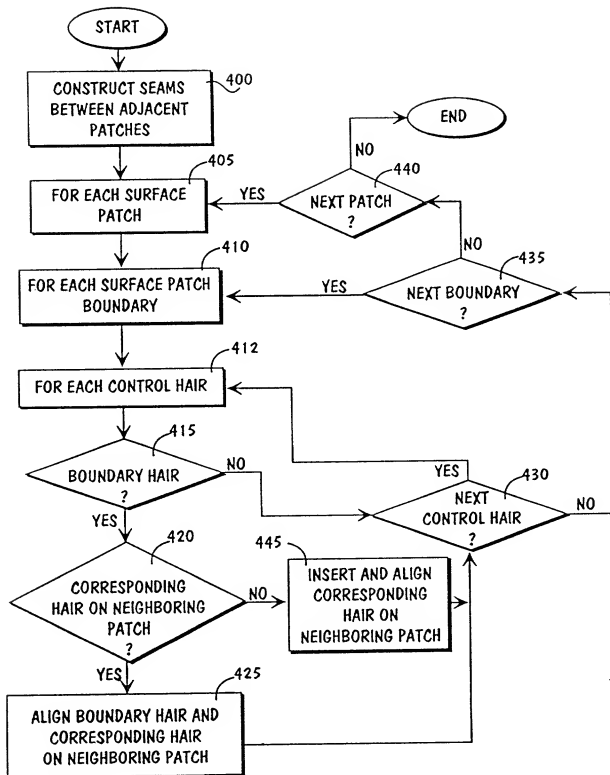 START
CONSTRUCT SEAMS
BETWEEN ADJACENT
PATCHES
400
END
NO
405
FOR EACH SURFACE
PATCH
YES
440
NEXT PATCH
?
410
FOR EACH SURFACE PATCH
BOUNDARY
NO
YES
435
NEXT BOUNDARY
?
412
FOR EACH CONTROL HAIR
415
BOUNDARY HAIR
?
NO
YES
YES
430
NEXT
CONTROL HAIR
?
NO
420
CORRESPONDING
HAIR ON NEIGHBORING
PATCH
?
NO
445
INSERT AND ALIGN
CORRESPONDING
HAIR ON
NEIGHBORING PATCH
YES
425
ALIGN BOUNDARY HAIR AND
CORRESPONDING HAIR
ON NEIGHBORING PATCH